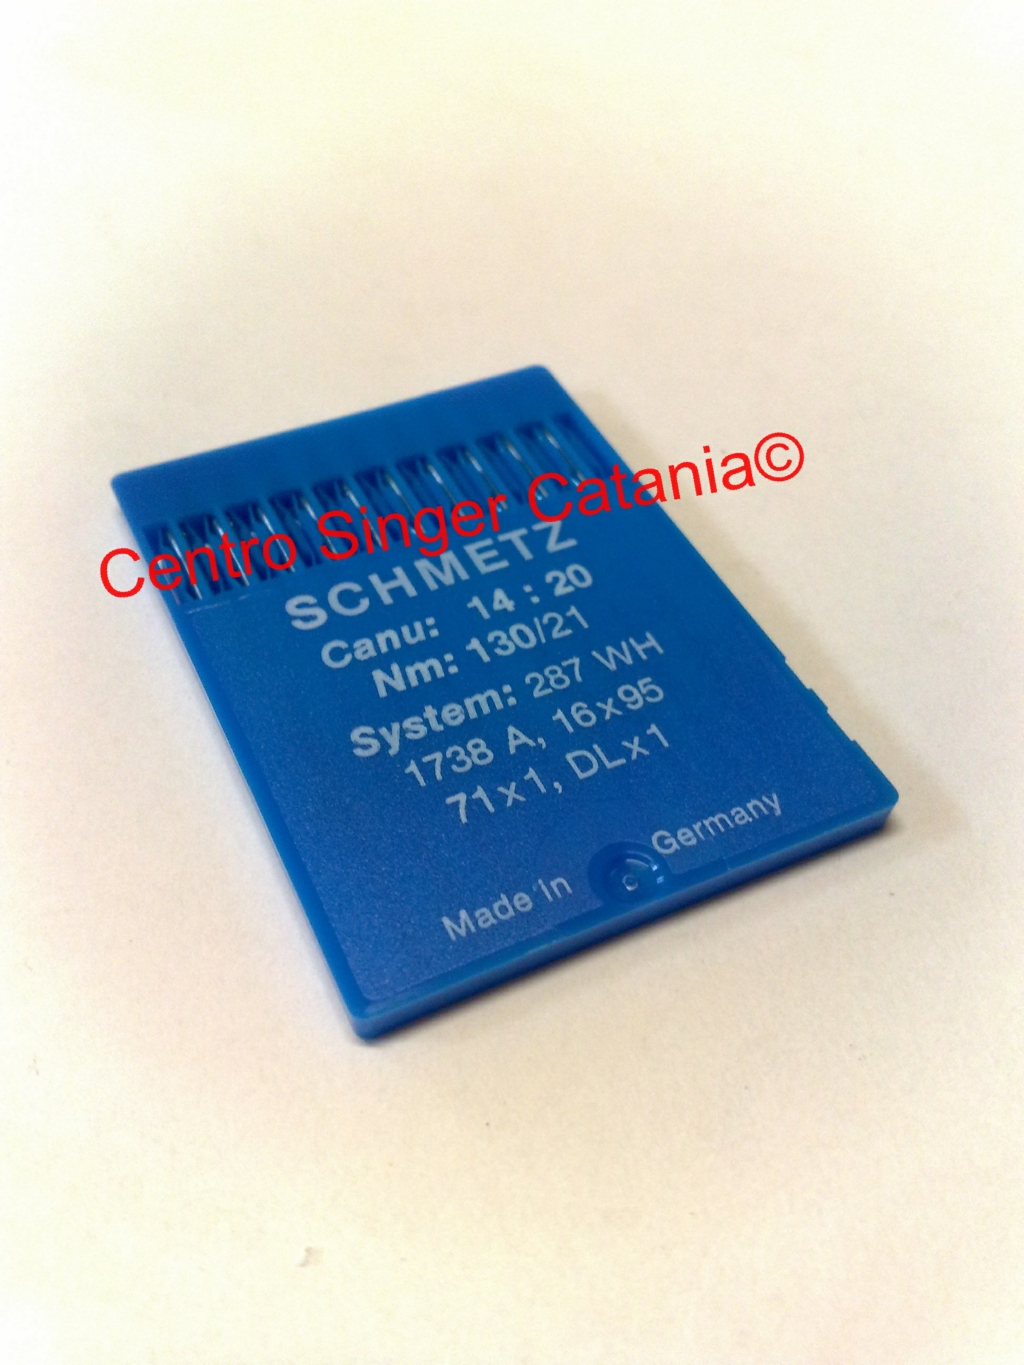 Centro Singer Catania©
SCHMETZ
Canu: 14 : 20
Nm: 130/21
System: 287 WH
1738 A, 16x95
71x1, DLx1
Made in Germany